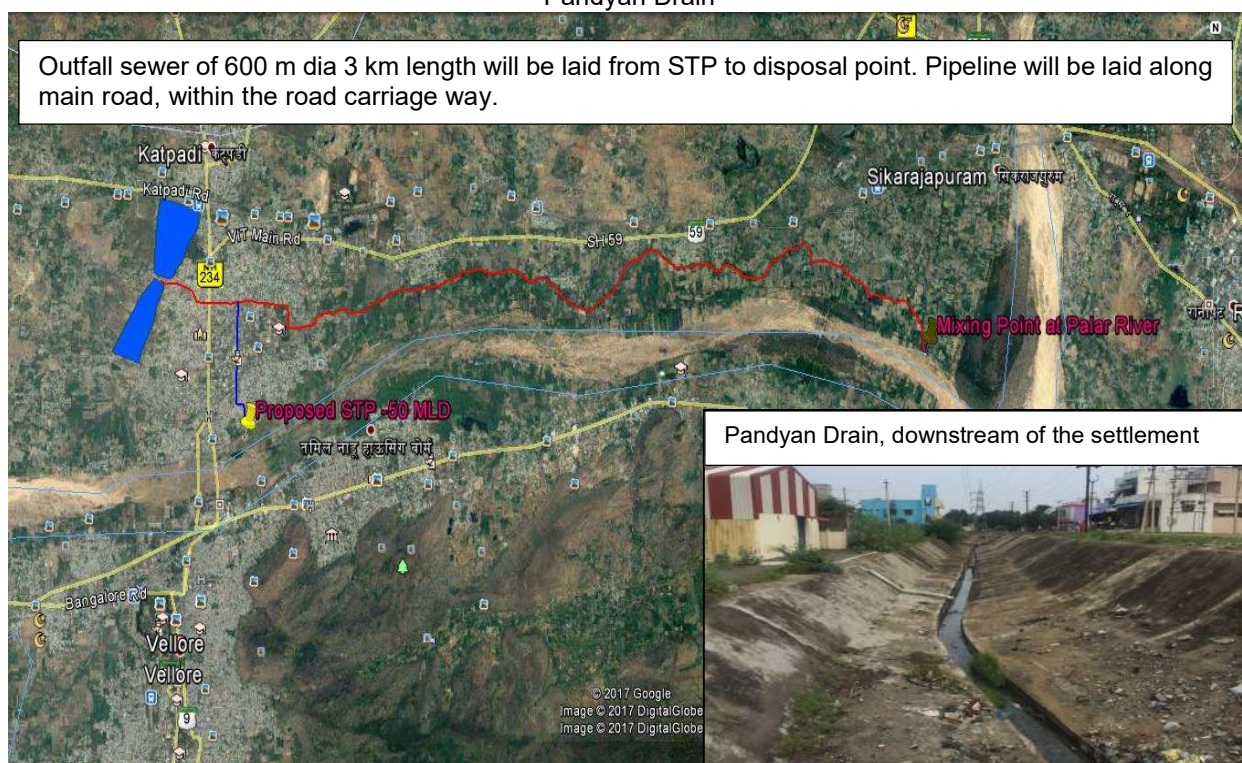 Pandyan Drain
N
Outfall sewer of 600 m dia 3 km length will be laid from STP to disposal point. Pipeline will be laid along
main road, within the road carriage way.
Katpadi
Katpadi Rd
VIT Main Rd
234
SH 59
59
Sikarajapuram
Mixing Point at Palar River
Proposed STP -50 MLD
Pandyan Drain, downstream of the settlement
Bangalore Rd
Vellore
Vellore
9
© 2017 Google
Image © 2017 DigitalGlobe
Image © 2017 DigitalGlobe